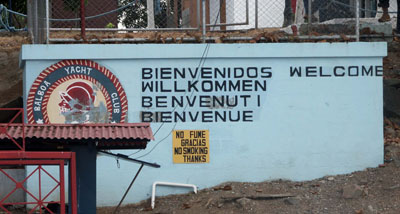 BALBOA YACHT CLUB
BIENVENIDOS WELCOME
WILLKOMMEN
BENVENUTI
BIENVENUE
NO FUME
GRACIAS
NO SMOKING
THANKS